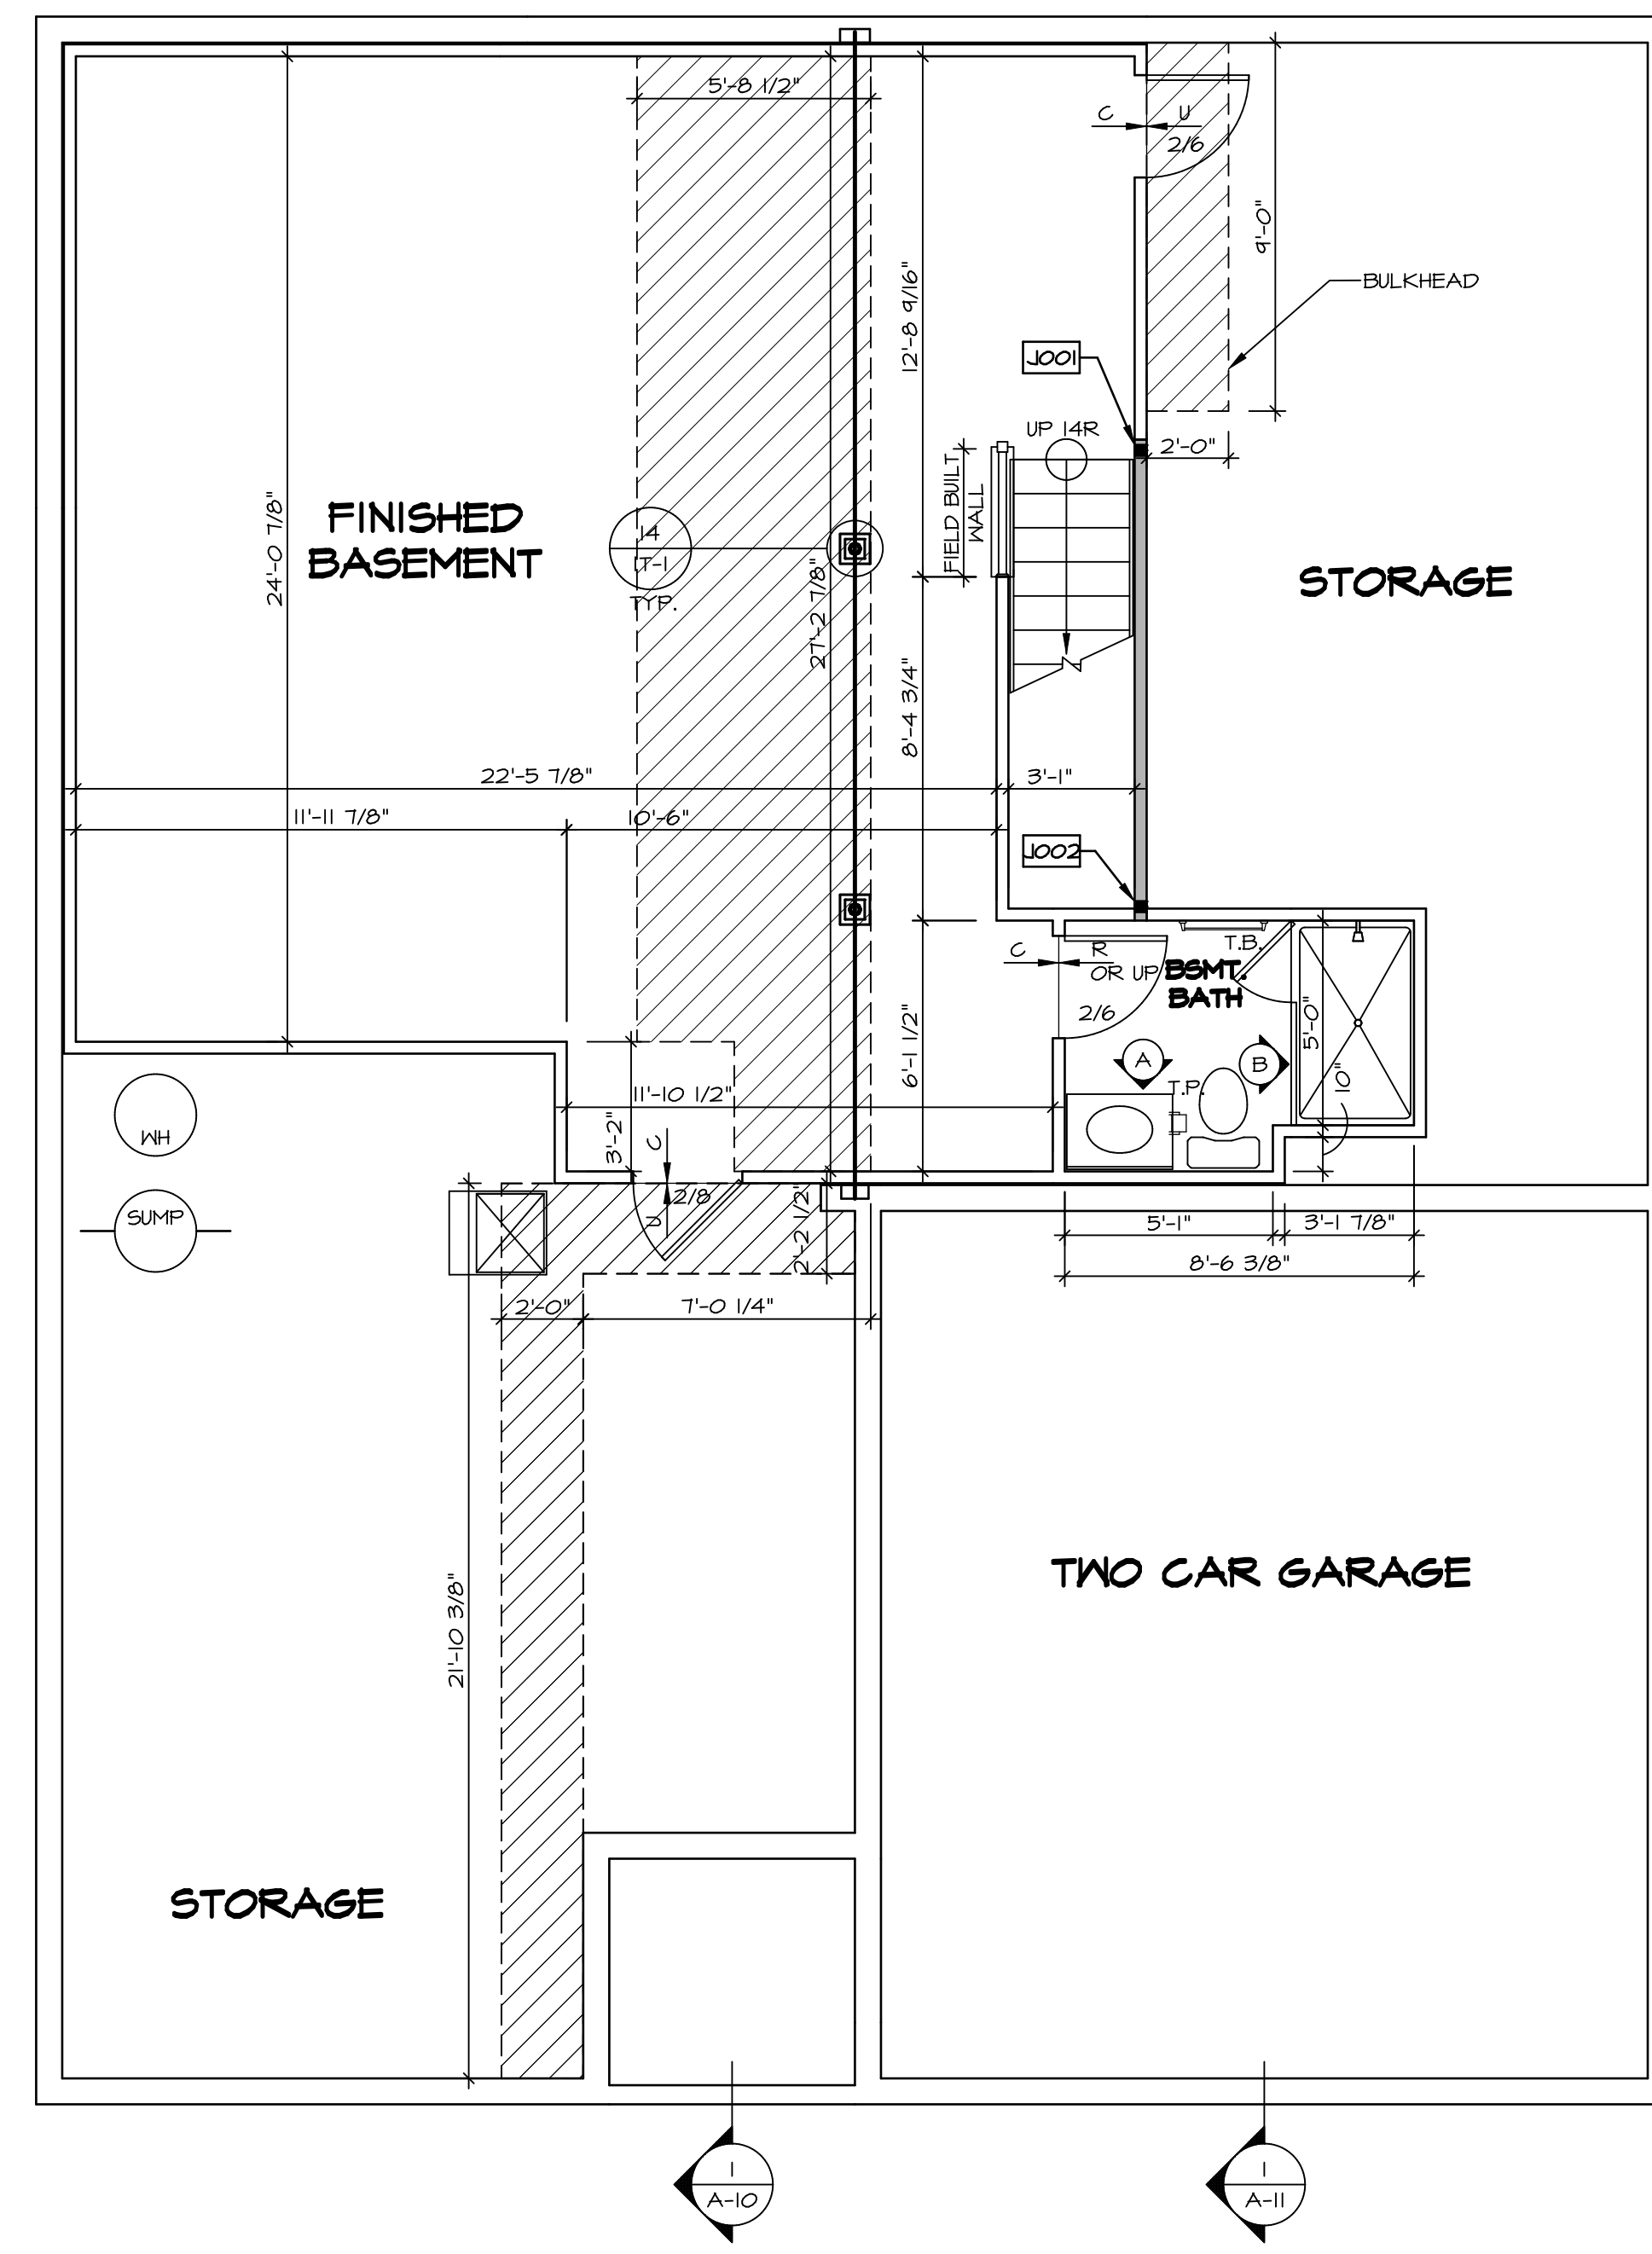 5'-8 1/2"
C U
2/6
9'-0"
BULKHEAD
12'-8 9/16"
J001
UP 14R
2'-0"
FIELD BUILT
WALL
24'-0 7/8"
FINISHED
BASEMENT
14
IT-1
TYP.
27'-2 7/8"
STORAGE
8'-4 3/4"
22'-5 7/8"
3'-1"
11'-11 7/8"
10'-6"
J002
C R
OR UP
2/6
T.B.
BSMT.
BATH
5'-0"
10"
6'-1 1/2"
A
B
T.P.
11'-10 1/2"
3'-2"
C
U
2/8
WH
SUMP
2'-2 1/2"
5'-1"
3'-1 7/8"
8'-6 3/8"
2'-0"
7'-0 1/4"
21'-10 3/8"
TWO CAR GARAGE
STORAGE
1
A-10
1
A-11